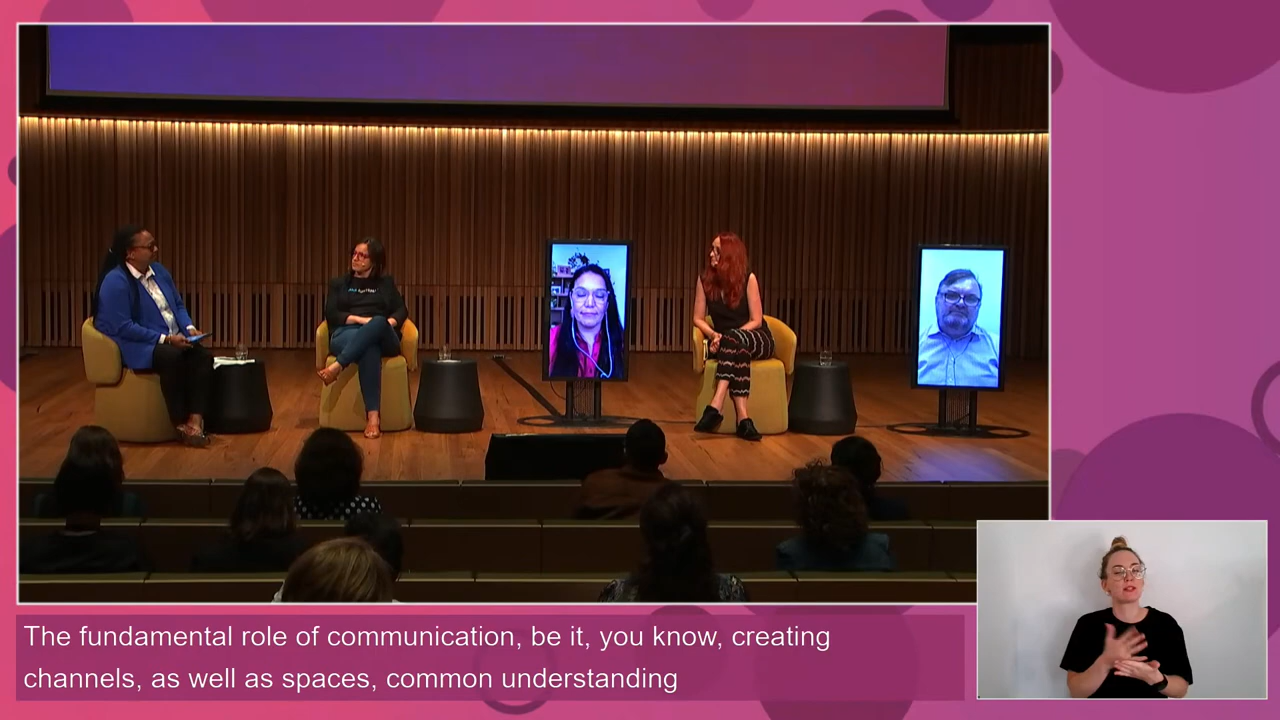 The fundamental role of communication, be it, you know, creating
channels, as well as spaces, common understanding